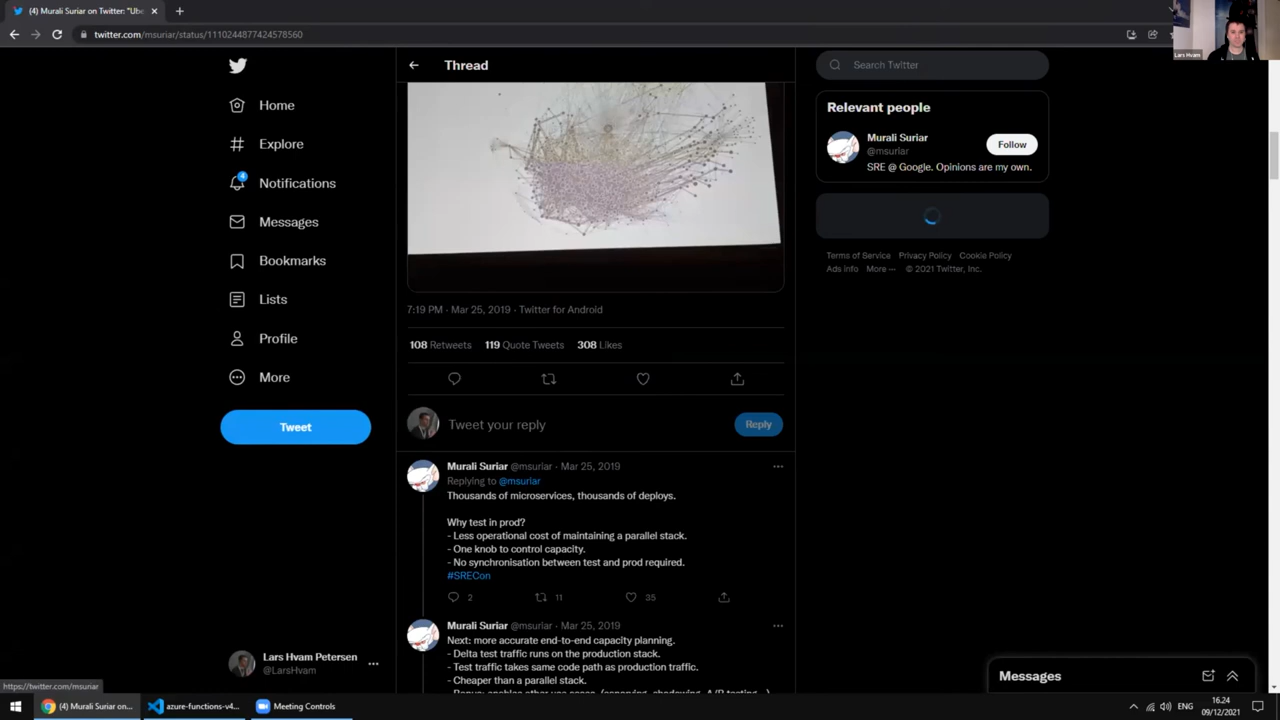 (4) Murali Suriar on Twitter: "Ube
twitter.com/msuriar/status/1110244877424578560
Lars Hvam
Thread
Search Twitter
Home
Explore
4
Notifications
Messages
Bookmarks
Lists
Profile
More
Tweet
Relevant people
Murali Suriar
@msuriar
Follow
SRE @ Google. Opinions are my own.
Terms of Service Privacy Policy Cookie Policy
Ads info More ··· © 2021 Twitter, Inc.
7:19 PM · Mar 25, 2019 · Twitter for Android
108 Retweets 119 Quote Tweets 308 Likes
Tweet your reply
Reply
Murali Suriar @msuriar · Mar 25, 2019
Replying to @msuriar
Thousands of microservices, thousands of deploys.
Why test in prod?
- Less operational cost of maintaining a parallel stack.
- One knob to control capacity.
- No synchronisation between test and prod required.
#SRECon
2 11 35
Murali Suriar @msuriar · Mar 25, 2019
Next: more accurate end-to-end capacity planning.
- Delta test traffic runs on the production stack.
- Test traffic takes same code path as production traffic.
- Cheaper than a parallel stack.
Lars Hvam Petersen
@LarsHvam
Messages
https://twitter.com/msuriar
(4) Murali Suriar on...
azure-functions-v4...
Meeting Controls
ENG
16.24
09/12/2021